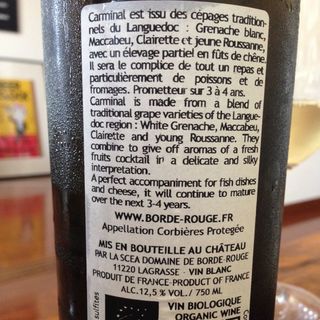 Carminal est issu des cépages tradition-
nels du Languedoc : Grenache blanc,
Maccabeu, Clairette et jeune Roussanne,
avec un élevage partiel en fûts de chêne.
Il sera le complice de tout un repas et
particulièrement de poissons et de
fromages. Prometteur sur 3 à 4 ans.
Carminal is made from a blend of
traditional grape varieties of the Langue-
doc region : White Grenache, Maccabeu,
Clairette and young Roussanne. They
combine to give off aromas of a fresh
fruits cocktail in a delicate and silky
interpretation.
A perfect accompaniment for fish dishes
and cheese, it will continue to mature
over the next 3-4 years.
WWW.BORDE-ROUGE.FR
Appellation Corbières Protegée
MIS EN BOUTEILLE AU CHÂTEAU
PAR LA SCEA DOMAINE DE BORDE-ROUGE
11220 LAGRASSE - VIN BLANC
PRODUIT DE FRANCE-PRODUCT OF FRANCE
ALC.12,5 % VOL./ 750 ML
VIN BIOLOGIQUE
ORGANIC WINE
sulfites